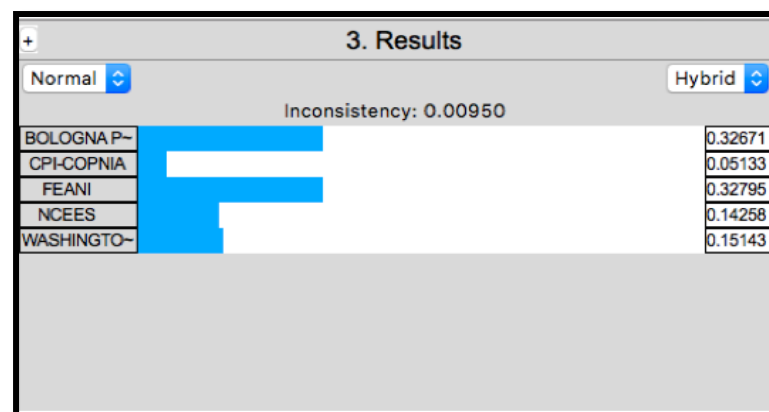 + 3. Results
Normal Hybrid
Inconsistency: 0.00950
BOLOGNA P~ 0.32671
CPI-COPNIA 0.05133
FEANI 0.32795
NCEES 0.14258
WASHINGTO~ 0.15143